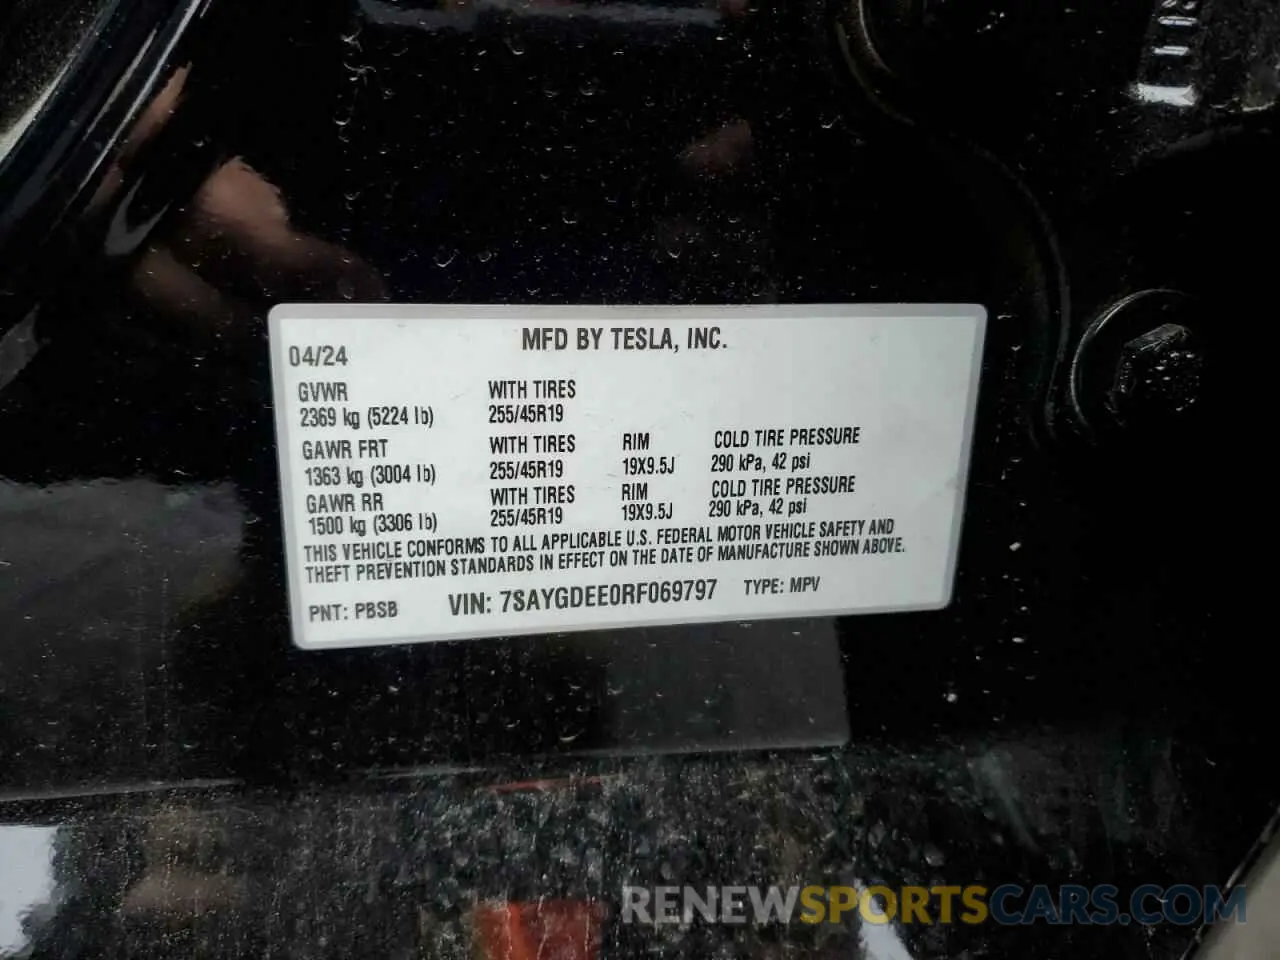 MFD BY TESLA, INC.
04/24
GVWR WITH TIRES
2369 kg (5224 lb) 255/45R19
GAWR FRT WITH TIRES RIM COLD TIRE PRESSURE
1363 kg (3004 lb) 255/45R19 19X9.5J 290 kPa, 42 psi
GAWR RR WITH TIRES RIM COLD TIRE PRESSURE
1500 kg (3306 lb) 255/45R19 19X9.5J 290 kPa, 42 psi
THIS VEHICLE CONFORMS TO ALL APPLICABLE U.S. FEDERAL MOTOR VEHICLE SAFETY AND
THEFT PREVENTION STANDARDS IN EFFECT ON THE DATE OF MANUFACTURE SHOWN ABOVE.
PNT: PBSB VIN: 7SAYGDEE0RF069797 TYPE: MPV
RENEWSPORTSCARS.COM